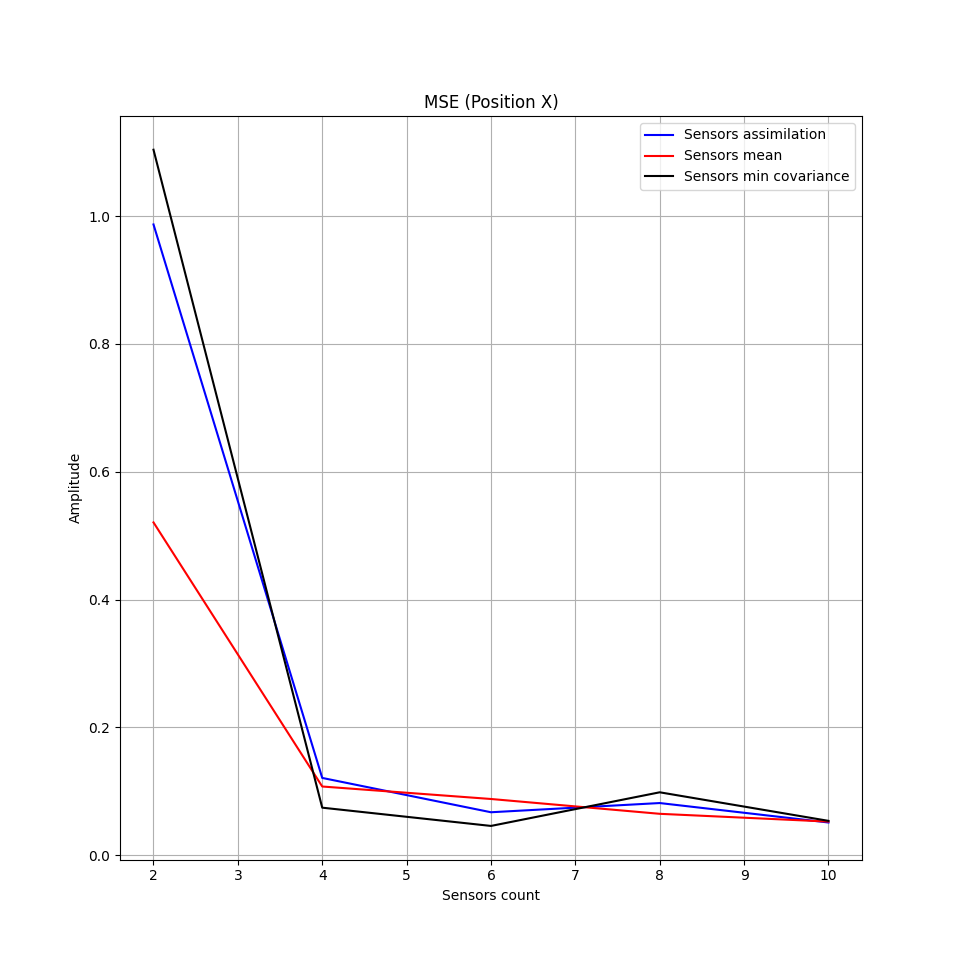 MSE (Position X)
Sensors assimilation
Sensors mean
Sensors min covariance
Amplitude
1.0
0.8
0.6
0.4
0.2
0.0
2 3 4 5 6 7 8 9 10
Sensors count